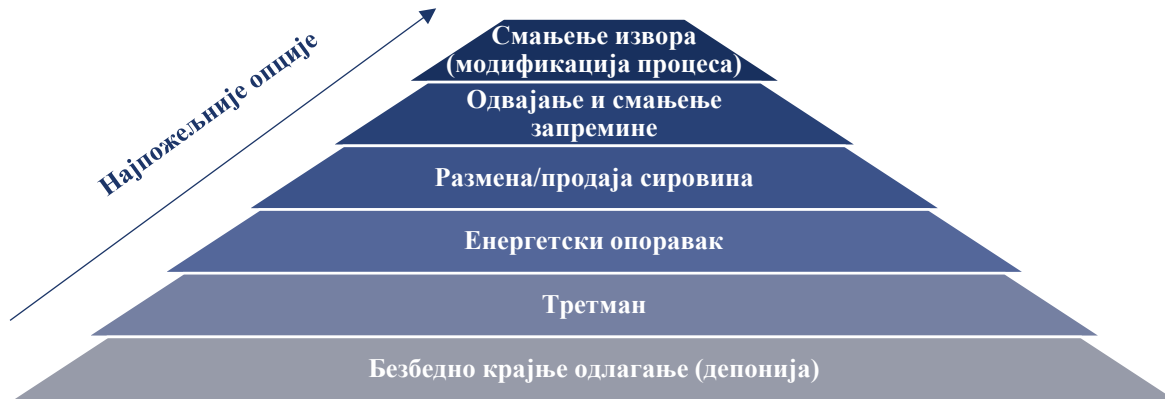 Најпожељније опције
Смањење извора
(модификација процеса)
Одвајање и смањење
запремине
Размена/продаја сировина
Енергетски опоравак
Третман
Безбедно крајње одлагање (депонија)